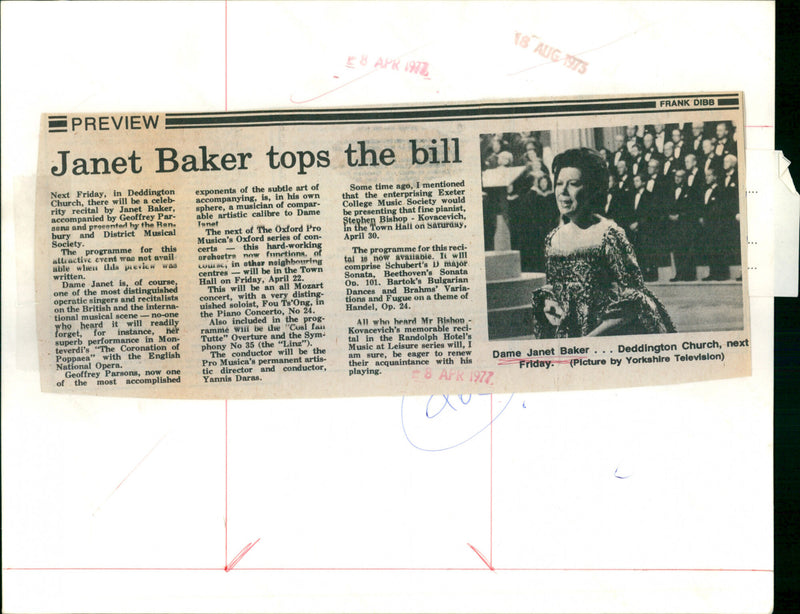 E 8 APR 1977
18 AUG 1975
FRANK DIBB
PREVIEW
Janet Baker tops the bill
Next Friday, in Deddington
Church, there will be a celeb-
rity recital by Janet Baker,
accompanied by Geoffrey Par-
sons and presented by the Ban-
bury and District Musical
Society.
The programme for this
attractive event was not avail-
able when this preview was
written.
Dame Janet is, of course,
one of the most distinguished
operatic singers and recitalists
on the British and the interna-
tional musical scene — no-one
who heard it will readily
forget, for instance, her
superb performance in Mon-
teverdi's "The Coronation of
Poppaea" with the English
National Opera.
Geoffrey Parsons, now one
of the most accomplished
exponents of the subtle art of
accompanying, is, in his own
sphere, a musician of compar-
able artistic calibre to Dame
Janet
The next of The Oxford Pro
Musica's Oxford series of con-
certs — this hard-working
orchestra now functions, of
course, in other neighbouring
centres — will be in the Town
Hall on Friday, April 22.
This will be an all Mozart
concert, with a very disting-
uished soloist, Fou Ts'Ong, in
the Piano Concerto, No 24.
Also included in the prog-
ramme will be the "Cosi fan
Tutte" Overture and the Sym-
phony No 35 (the "Linz").
The conductor will be the
Pro Musica's permanent artis-
tic director and conductor,
Yannis Daras.
Some time ago, I mentioned
that the enterprising Exeter
College Music Society would
be presenting that fine pianist,
Stephen Bishop - Kovacevich,
in the Town Hall on Saturday,
April 30.
The programme for this reci-
tal is now available. It will
comprise Schubert's D major
Sonata, Beethoven's Sonata
Op. 101, Bartok's Bulgarian
Dances and Brahms' Varia-
tions and Fugue on a theme of
Handel, Op. 24.
All who heard Mr Bishop -
Kovacevich's memorable reci-
tal in the Randolph Hotel's
Music at Leisure series will, I
am sure, be eager to renew
their acquaintance with his
playing.
E 8 APR 1977
Dame Janet Baker . . . Deddington Church, next
Friday. (Picture by Yorkshire Television)